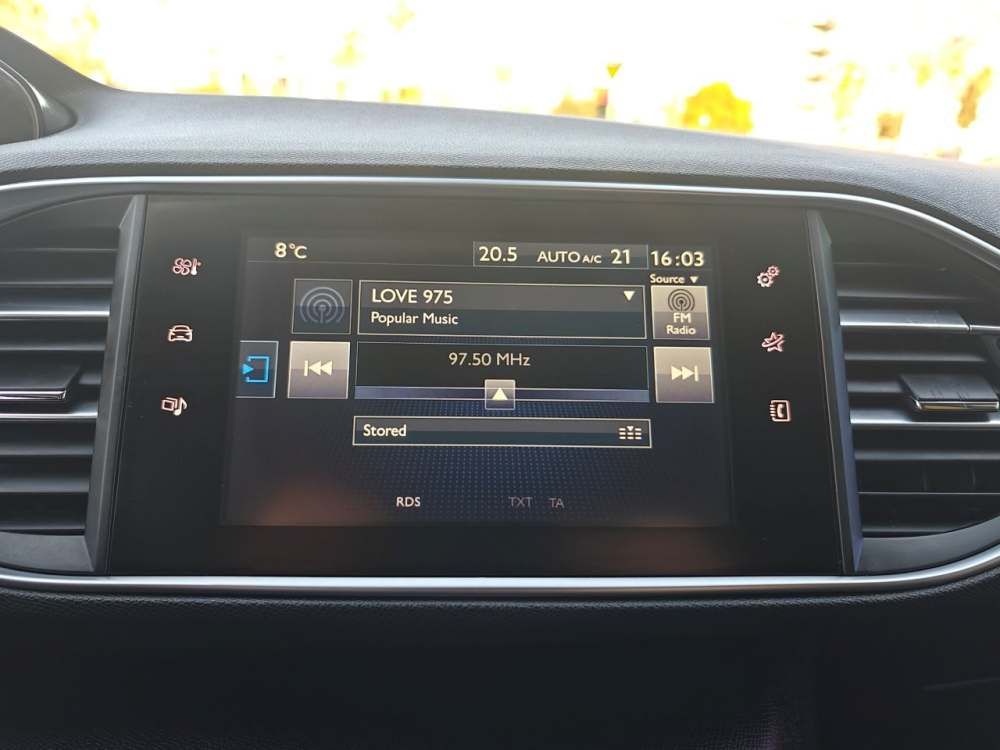 8°C
20.5 AUTO A/C 21 16:03
Source
LOVE 975
Popular Music
FM
Radio
97.50 MHz
Stored
RDS TXT TA